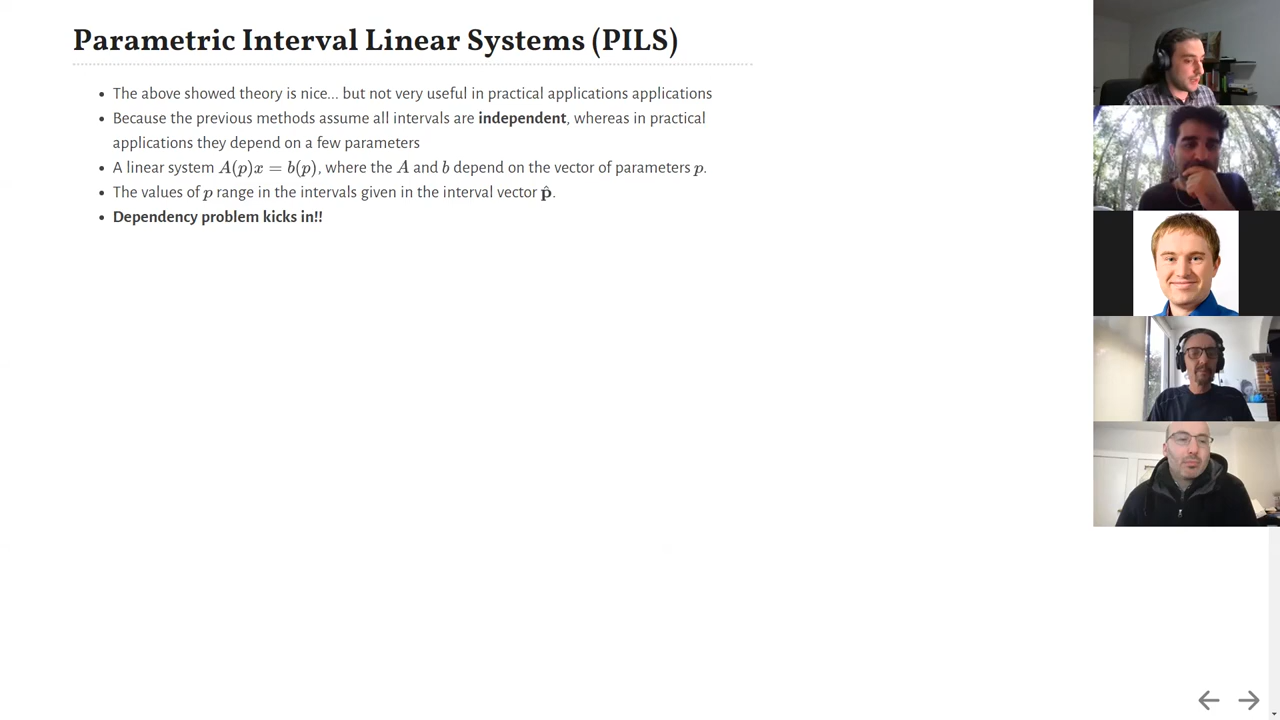 Parametric Interval Linear Systems (PILS)
• The above showed theory is nice... but not very useful in practical applications applications
• Because the previous methods assume all intervals are independent, whereas in practical
applications they depend on a few parameters
• A linear system A(p)x = b(p), where the A and b depend on the vector of parameters p.
• The values of p range in the intervals given in the interval vector p̂.
• Dependency problem kicks in!!